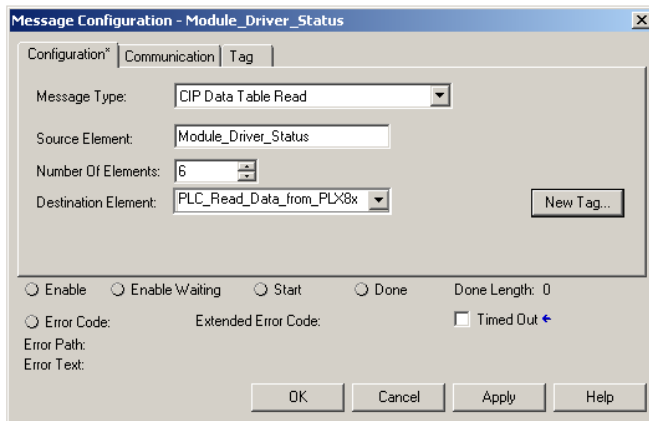 Message Configuration - Module_Driver_Status
Configuration* Communication Tag
Message Type: CIP Data Table Read
Source Element: Module_Driver_Status
Number Of Elements: 6
Destination Element: PLC_Read_Data_from_PLX8x New Tag...
Enable Enable Waiting Start Done Done Length: 0
Error Code: Extended Error Code: Timed Out
Error Path:
Error Text:
OK Cancel Apply Help